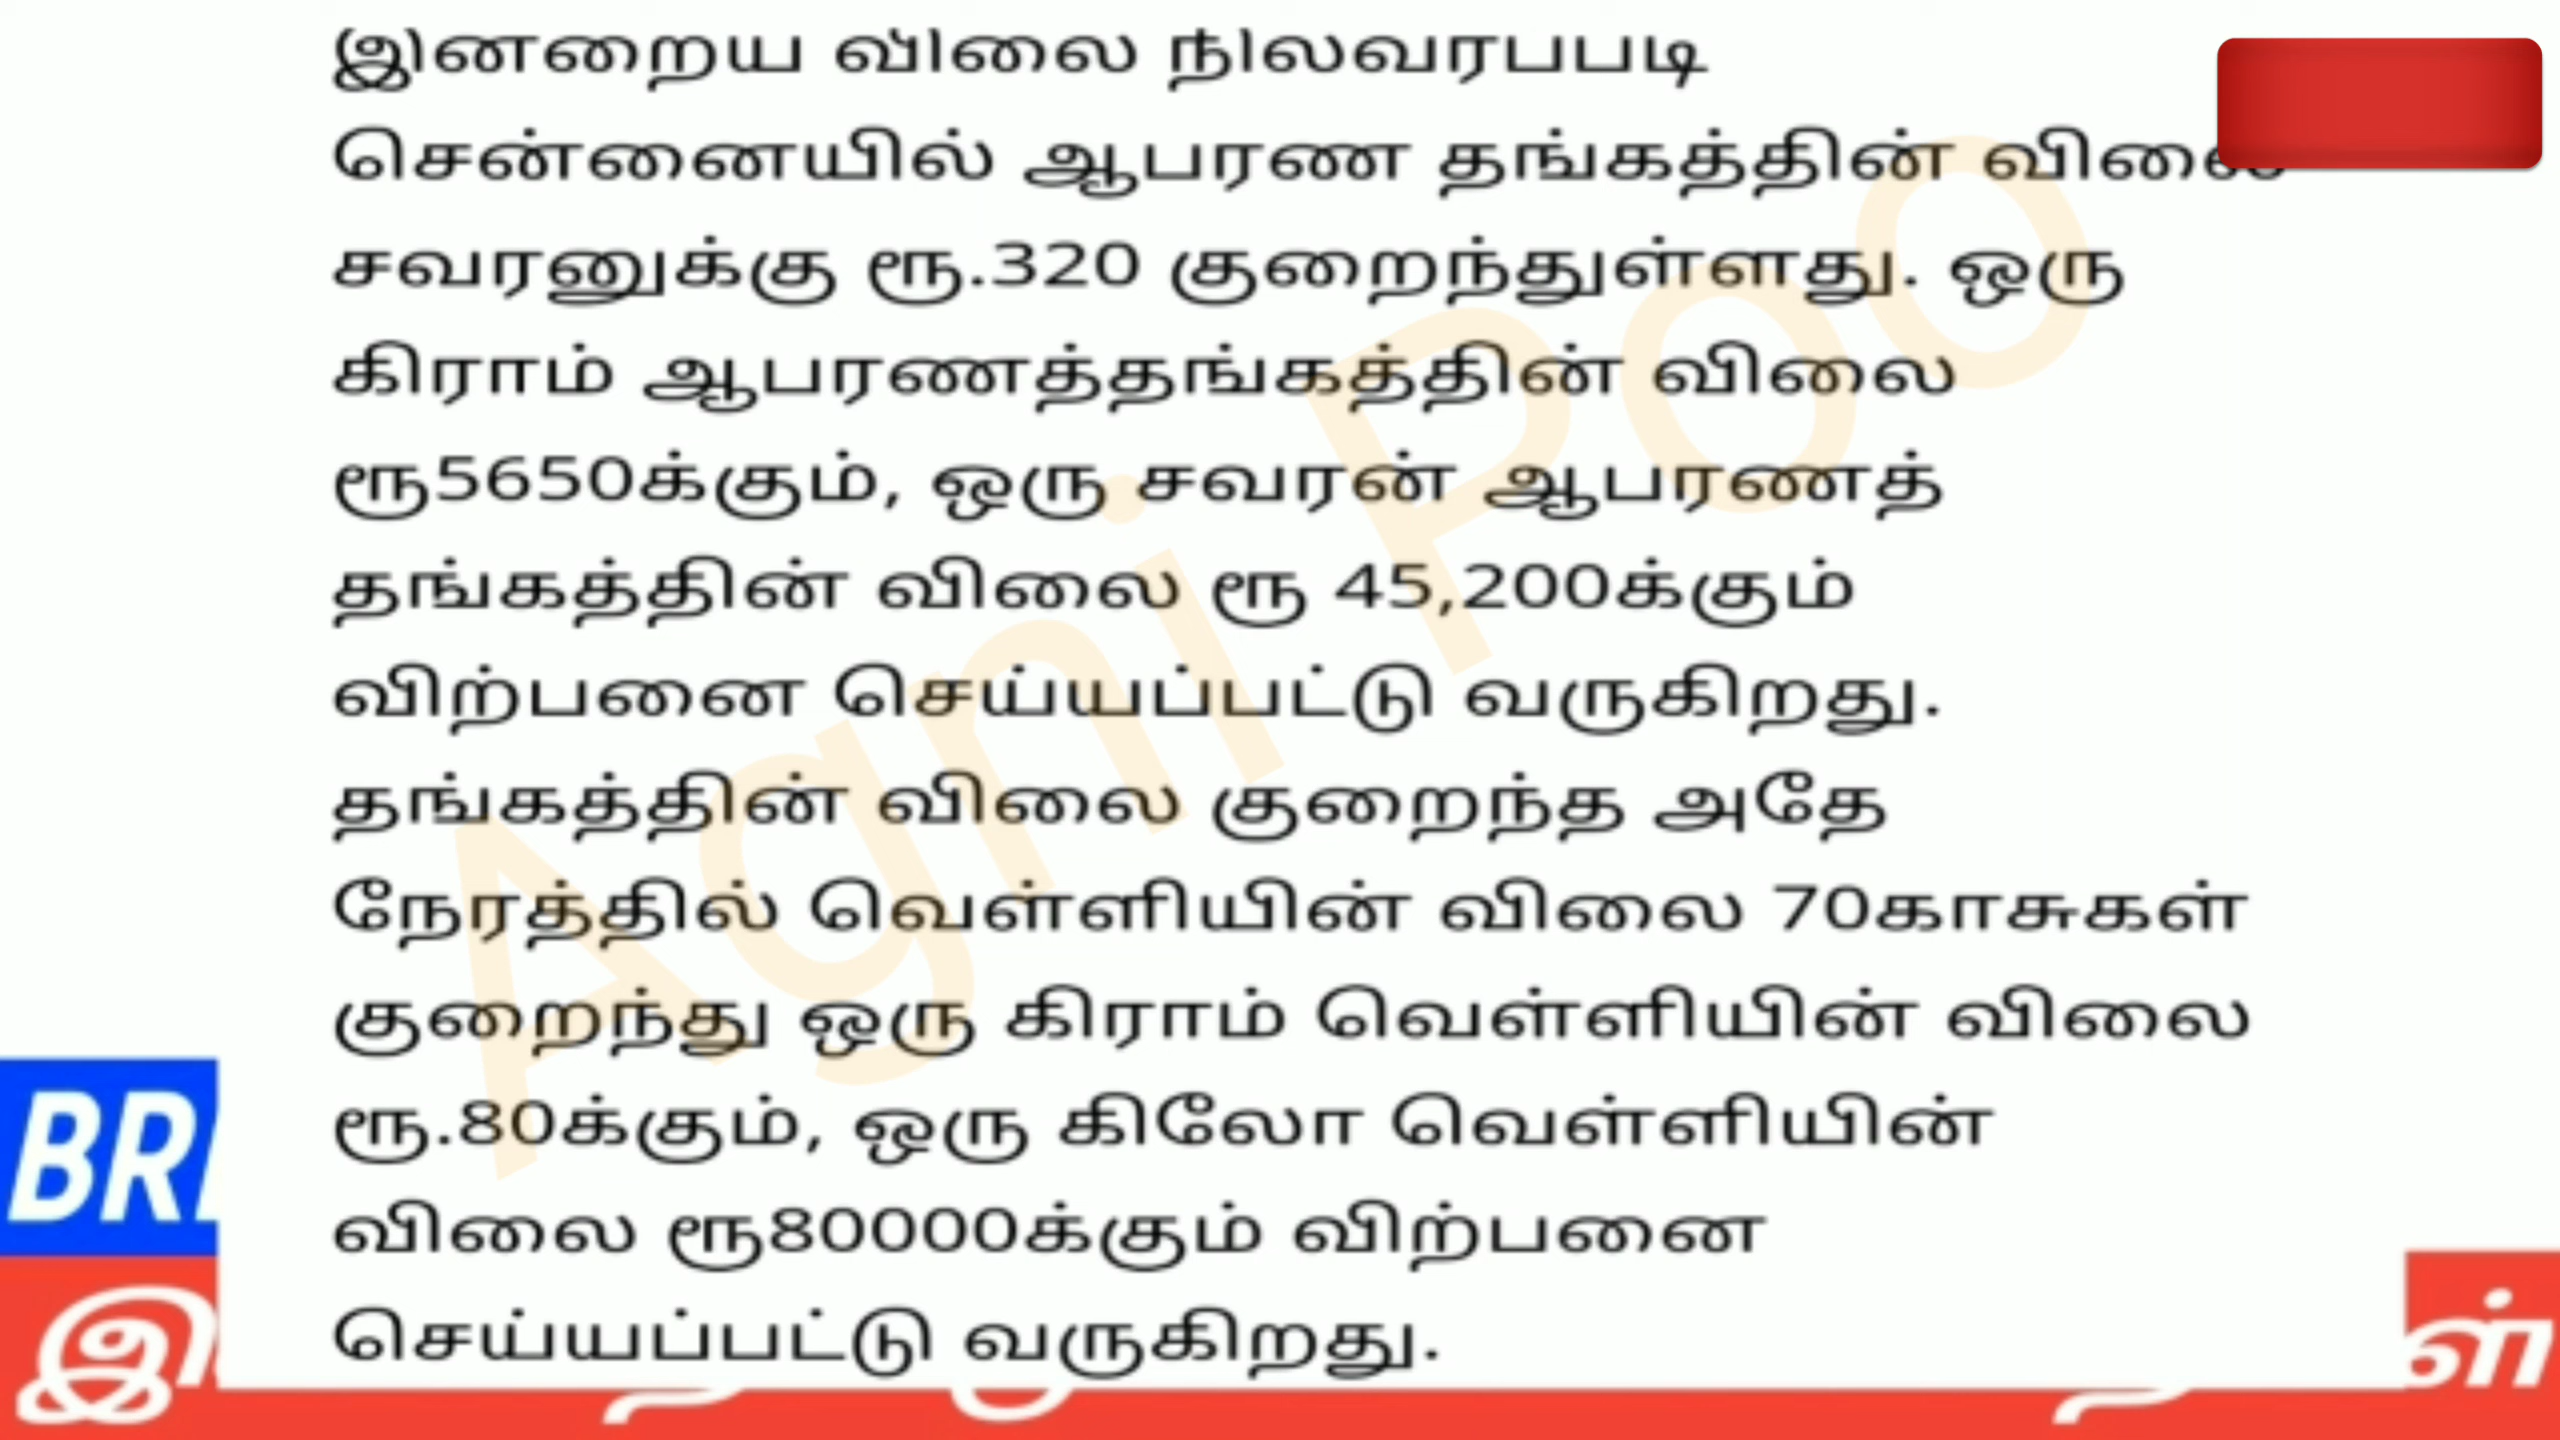 இன்றைய விலை நிலவரப்படி
சென்னையில் ஆபரண தங்கத்தின் விலை
சவரனுக்கு ரூ.320 குறைந்துள்ளது. ஒரு
கிராம் ஆபரணத்தங்கத்தின் விலை
ரூ5650க்கும், ஒரு சவரன் ஆபரணத்
தங்கத்தின் விலை ரூ 45,200க்கும்
விற்பனை செய்யப்பட்டு வருகிறது.
தங்கத்தின் விலை குறைந்த அதே
நேரத்தில் வெள்ளியின் விலை 70காசுகள்
குறைந்து ஒரு கிராம் வெள்ளியின் விலை
ரூ.80க்கும், ஒரு கிலோ வெள்ளியின்
விலை ரூ80000க்கும் விற்பனை
செய்யப்பட்டு வருகிறது.
Agni Poo